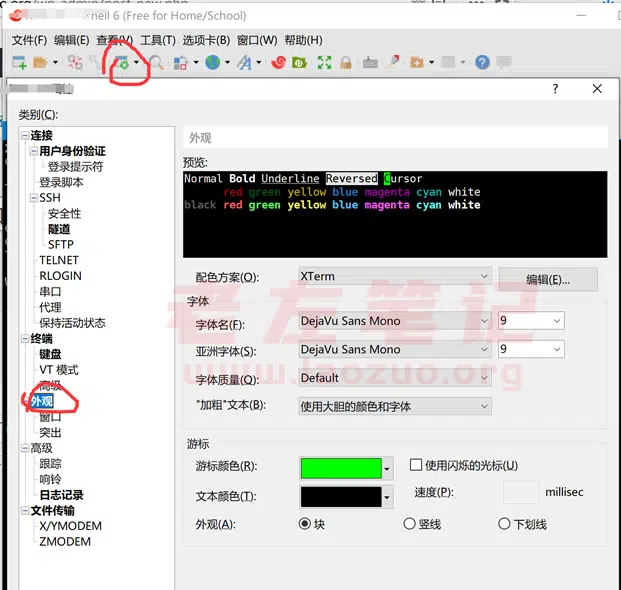 org/wp-admin/post-new.php
hell 6 (Free for Home/School)
文件(F) 编辑(E) 查看(V) 工具(T) 选项卡(B) 窗口(W) 帮助(H)
?
类别(C):
连接
用户身份验证
登录提示符
登录脚本
SSH
安全性
隧道
SFTP
TELNET
RLOGIN
串口
代理
保持活动状态
终端
键盘
VT 模式
高级
外观
窗口
突出
高级
跟踪
响铃
日志记录
文件传输
X/YMODEM
ZMODEM
外观
预览:
Normal Bold Underline Reversed Cursor
red green yellow blue magenta cyan white
black red green yellow blue magenta cyan white
配色方案(O): XTerm 编辑(E)...
字体
字体名(F): DejaVu Sans Mono 9
亚洲字体(S): DejaVu Sans Mono 9
字体质量(Q): Default
"加粗"文本(B): 使用大胆的颜色和字体
游标
游标颜色(R): 使用闪烁的光标(U)
文本颜色(T): 速度(P): millisec
外观(A): 块 竖线 下划线
老左笔记
www.laozuo.org